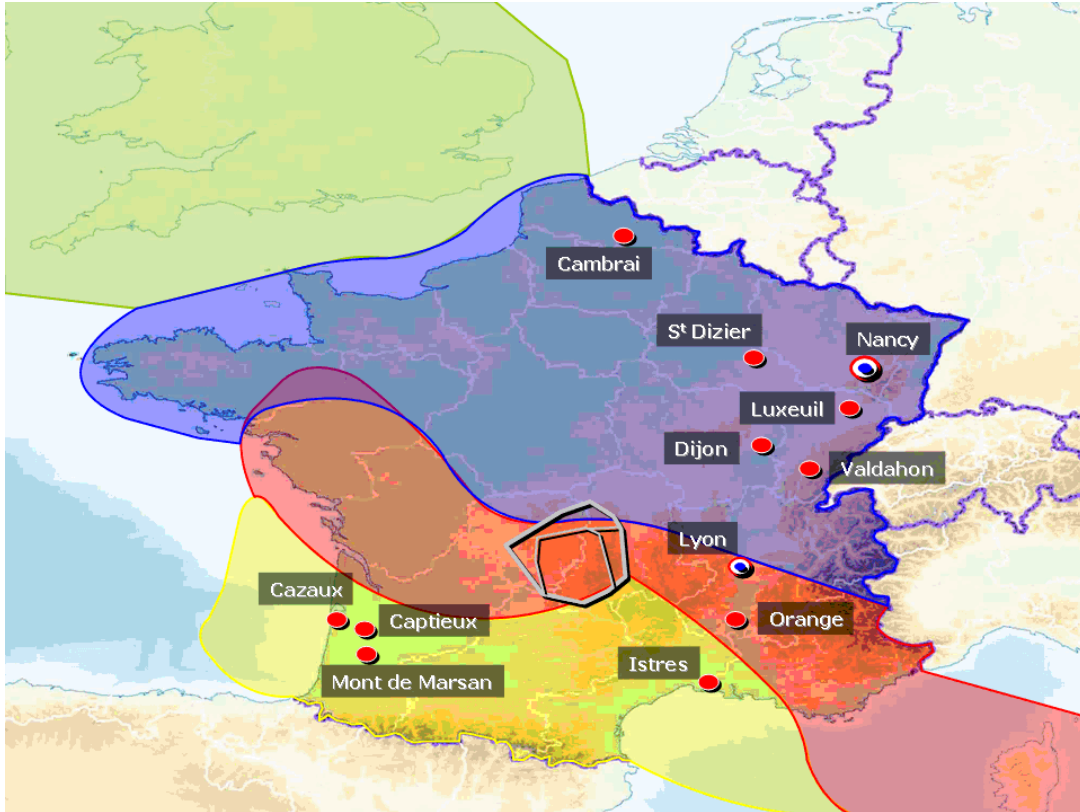 Cambrai
St Dizier
Nancy
Luxeuil
Dijon
Valdahon
Lyon
Cazaux
Captieux
Orange
Istres
Mont de Marsan